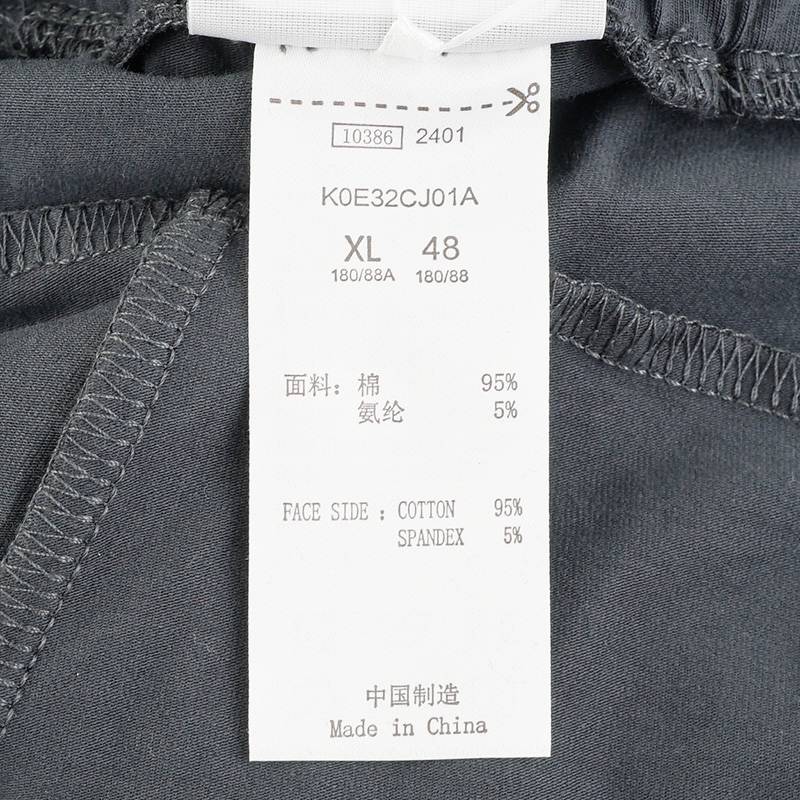 10386 2401
K0E32CJ01A
XL 48
180/88A 180/88
面料：棉 95%
氨纶 5%
FACE SIDE : COTTON 95%
SPANDEX 5%
中国制造
Made in China